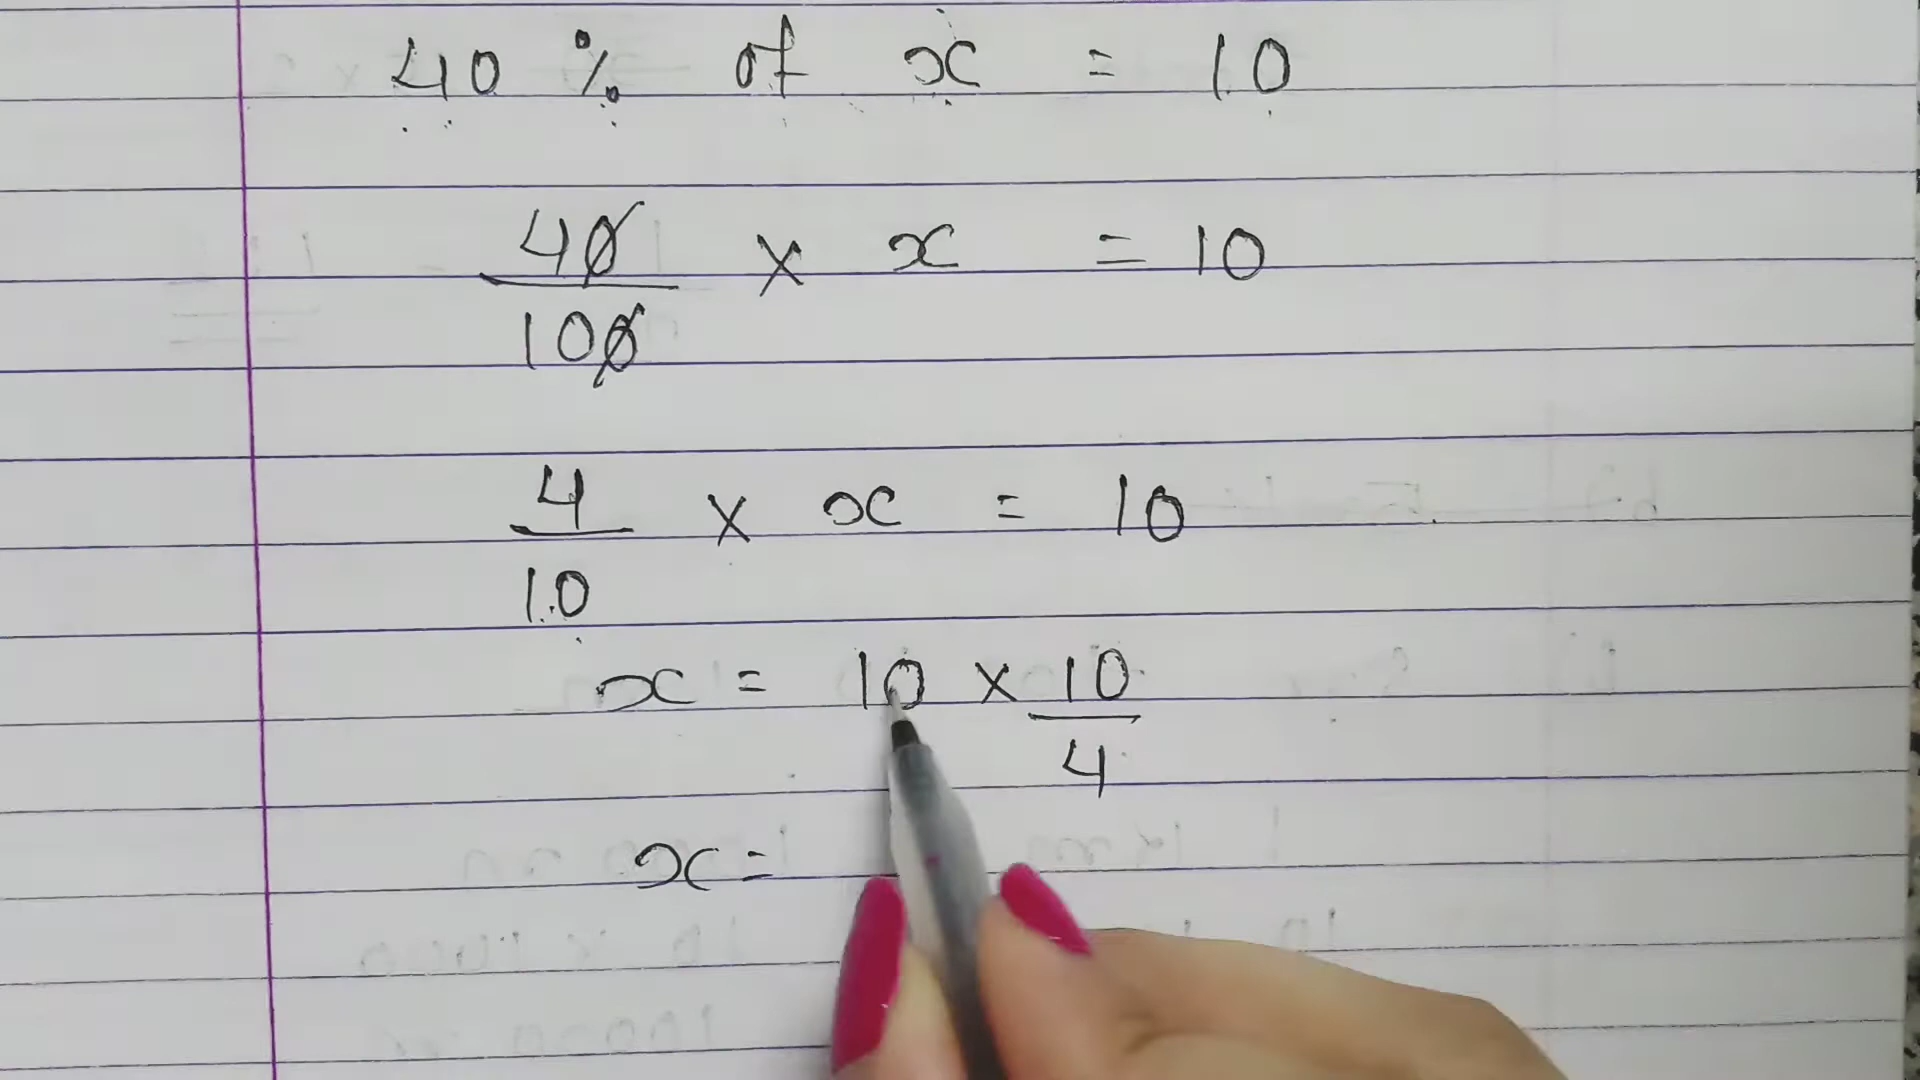 40 % of x = 10
40/100 × x = 10
4/10 × x = 10
x = 10 × 10/4
x =